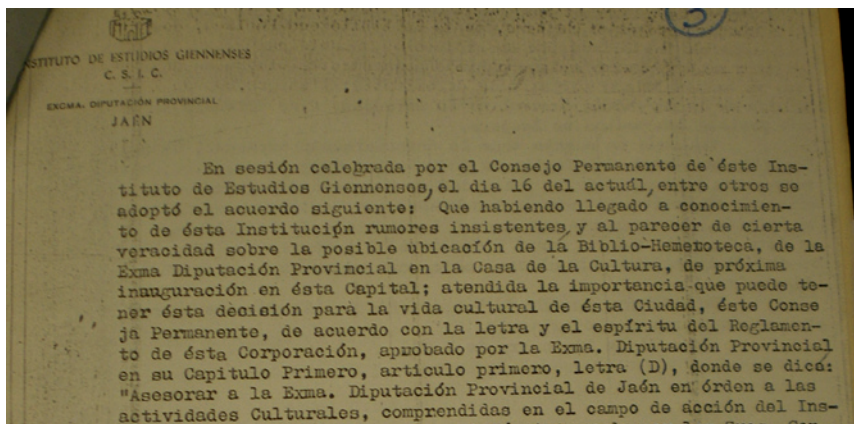 3
INSTITUTO DE ESTUDIOS GIENNENSES
C. S. I. C.
EXCMA. DIPUTACIÓN PROVINCIAL
JAÉN
En sesión celebrada por el Consejo Permanente de éste Ins-
tituto de Estudios Giennenses, el dia 16 del actuál, entre otros se
adoptó el acuerdo siguiente: Que habiendo llegado a conocimien-
to de ésta Institución rumores insistentes, y al parecer de cierta
veracidad sobre la posible ubicación de la Biblio-Hemeroteca, de la
Exma Diputación Provincial en la Casa de la Cultura, de próxima
inauguración en ésta Capital; atendida la importancia que puede te-
ner ésta decisión para la vida cultural de ésta Ciudad, éste Conse
ja Permanente, de acuerdo con la letra y el espíritu del Reglamen-
to de ésta Corporación, aprobado por la Exma. Diputación Provincial
en su Capitulo Primero, artículo primero, letra (D), donde se dice:
"Asesorar a la Exma. Diputación Provincial de Jaén en órden a las
actividades Culturales, comprendidas en el campo de acción del Ins-